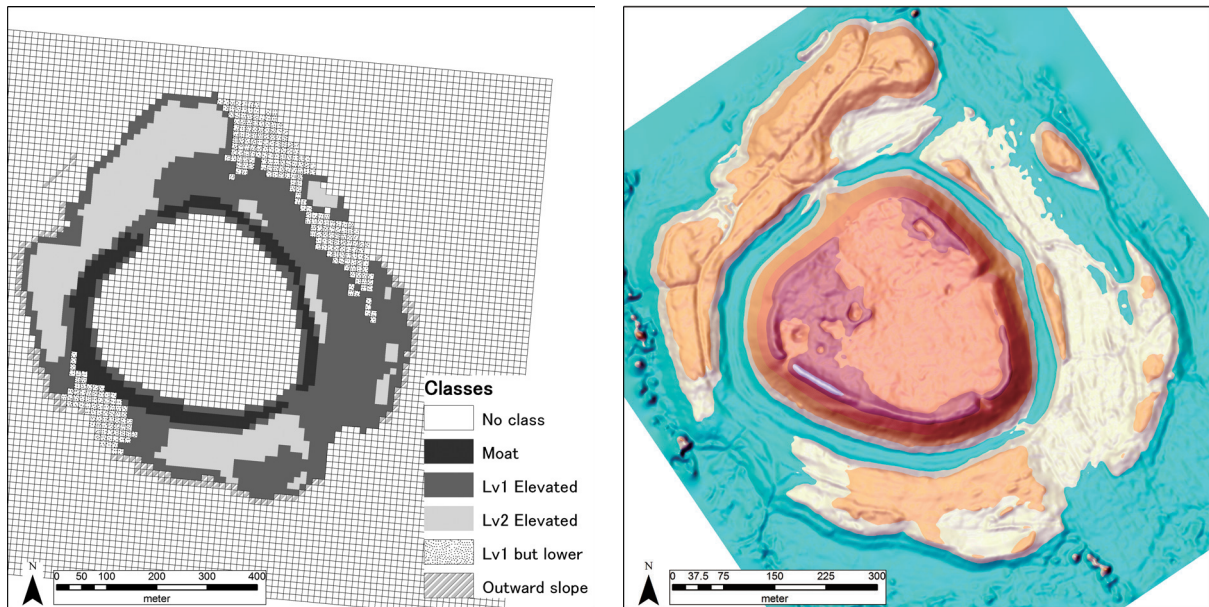 Classes
No class
Moat
Lv1 Elevated
Lv2 Elevated
Lv1 but lower
Outward slope
N
0 50 100 200 300 400
meter
N
0 37.5 75 150 225 300
meter